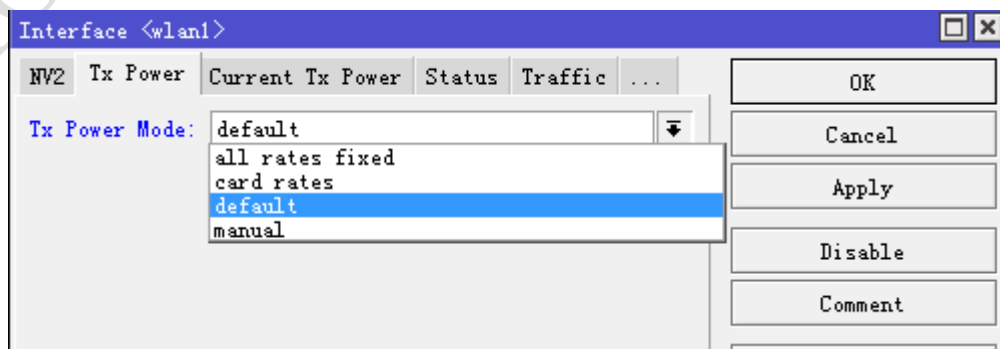 Interface <wlan1>
NV2 Tx Power Current Tx Power Status Traffic ...
Tx Power Mode: default
all rates fixed
card rates
default
manual
OK
Cancel
Apply
Disable
Comment